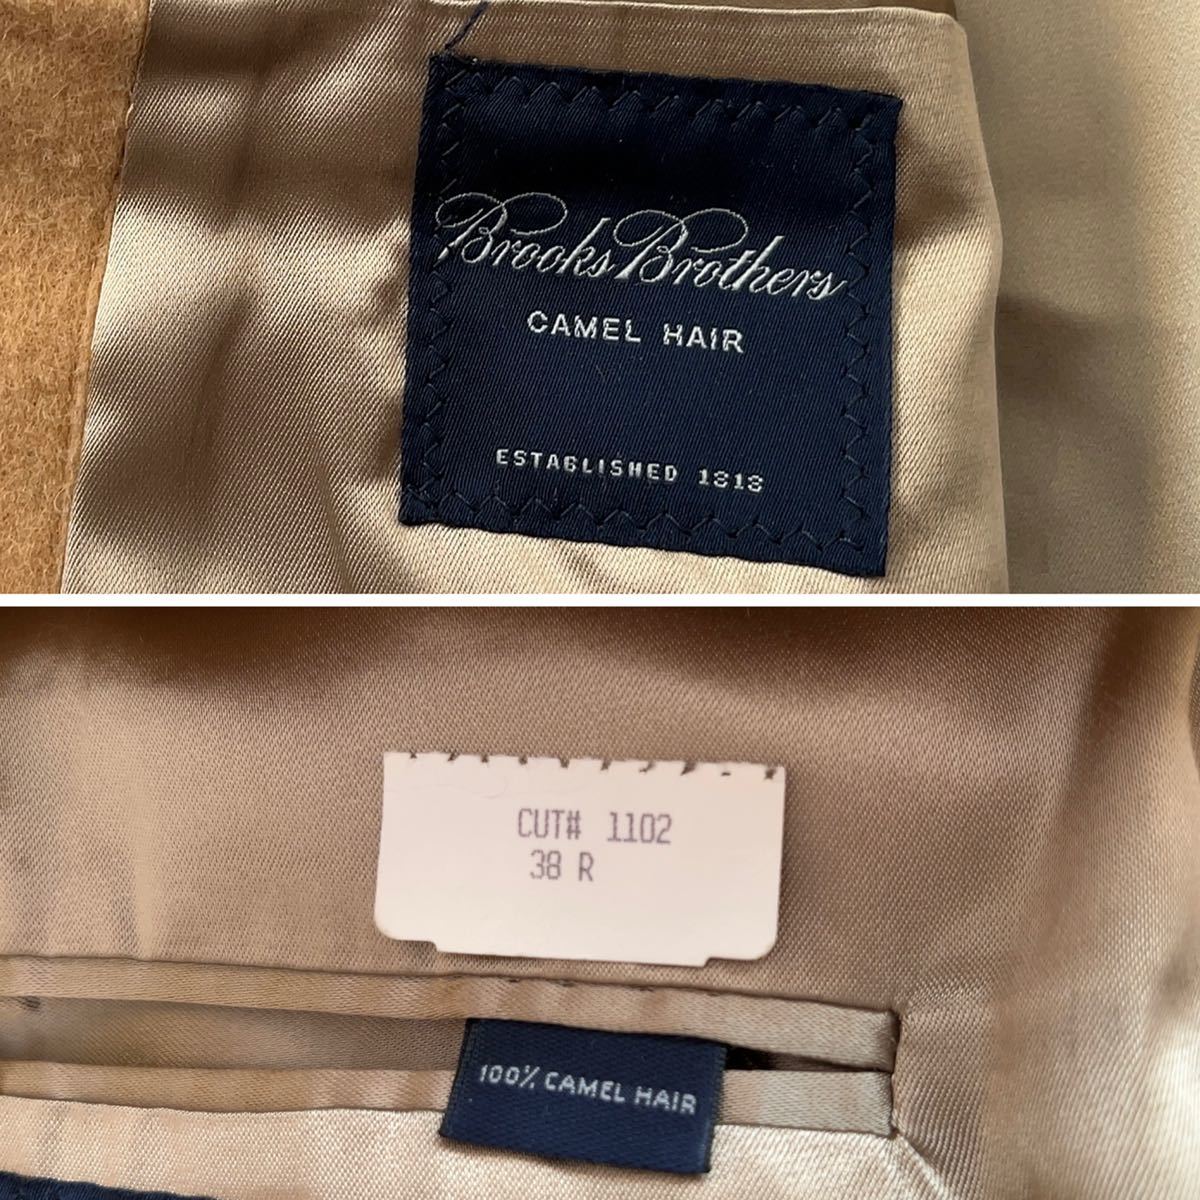 Brooks Brothers
CAMEL HAIR
ESTABLISHED 1818
CUT# 1102
38 R
100% CAMEL HAIR